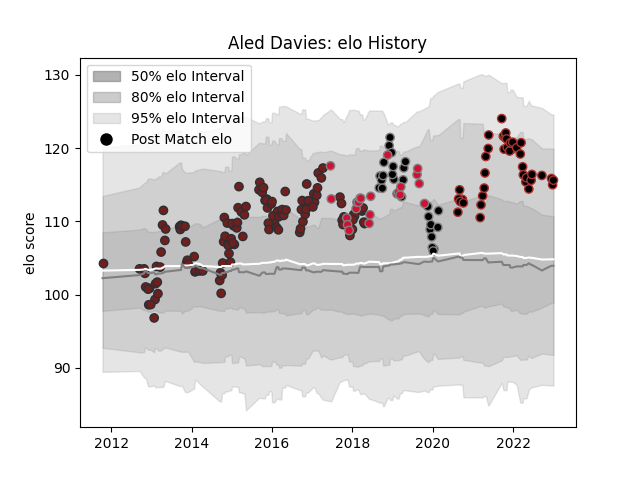 Aled Davies: elo History
50% elo Interval
80% elo Interval
95% elo Interval
Post Match elo
elo score
130
120
110
100
90
2012 2014 2016 2018 2020 2022